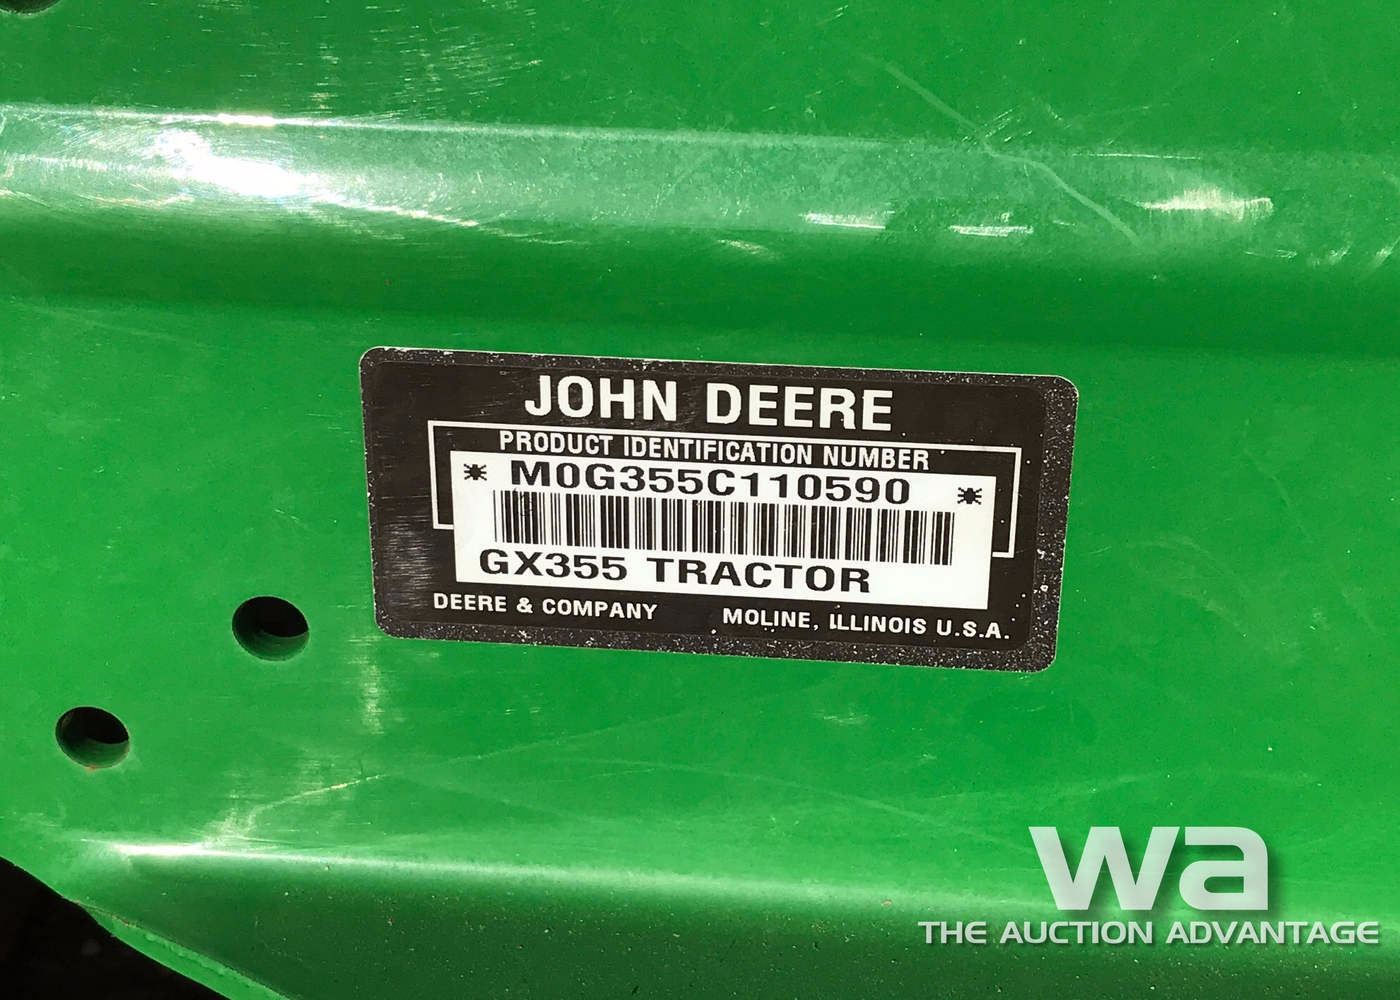 JOHN DEERE
PRODUCT IDENTIFICATION NUMBER
* M0G355C110590 *
GX355 TRACTOR
DEERE & COMPANY MOLINE, ILLINOIS U.S.A.
wa
THE AUCTION ADVANTAGE